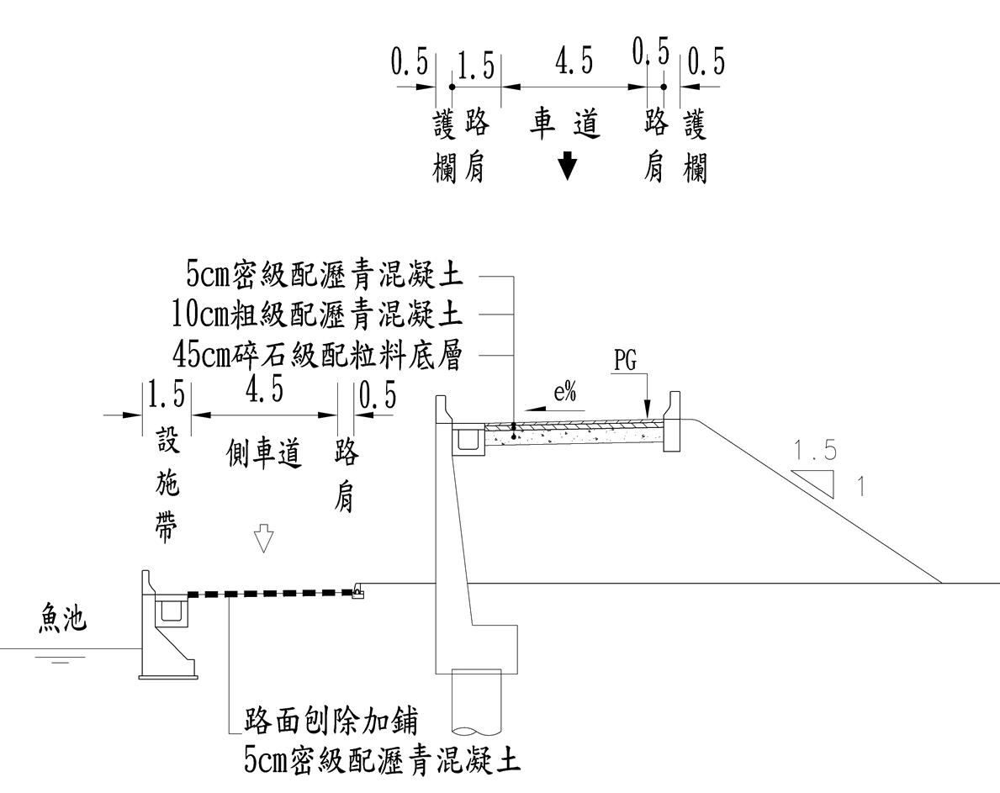 0.5 1.5 4.5 0.5 0.5
護欄 路肩 車道 路肩 護欄
5cm密級配瀝青混凝土
10cm粗級配瀝青混凝土
45cm碎石級配粒料底層
PG
e%
1.5 4.5 0.5
設施帶 側車道 路肩
1.5
1
魚池
路面刨除加鋪
5cm密級配瀝青混凝土